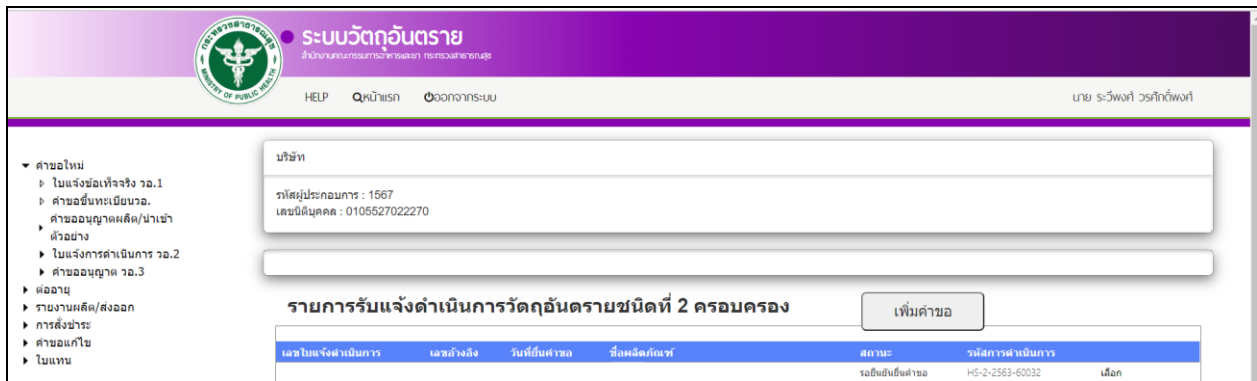 กระทรวงสาธารณสุข
MINISTRY OF PUBLIC HEALTH
ระบบวัตถุอันตราย
สำนักงานคณะกรรมการอาหารและยา กระทรวงสาธารณสุข
HELP หน้าแรก ออกจากระบบ
นาย ระวีพงศ์ วรศักดิ์พงศ์
คำขอใหม่
ใบแจ้งข้อเท็จจริง วอ.1
คำขอขึ้นทะเบียนวอ.
คำขออนุญาตผลิต/นำเข้า
ตัวอย่าง
ใบแจ้งการดำเนินการ วอ.2
คำขออนุญาต วอ.3
ต่ออายุ
รายงานผลิต/ส่งออก
การสั่งชำระ
คำขอแก้ไข
ใบแทน
บริษัท
รหัสผู้ประกอบการ : 1567
เลขนิติบุคคล : 0105527022270
รายการรับแจ้งดำเนินการวัตถุอันตรายชนิดที่ 2 ครอบครอง
เพิ่มคำขอ
เลขใบแจ้งดำเนินการ เลขอ้างอิง วันที่ยื่นคำขอ ชื่อผลิตภัณฑ์ สถานะ รหัสการดำเนินการ
รอยืนยันยื่นคำขอ HS-2-2563-60032 เลือก